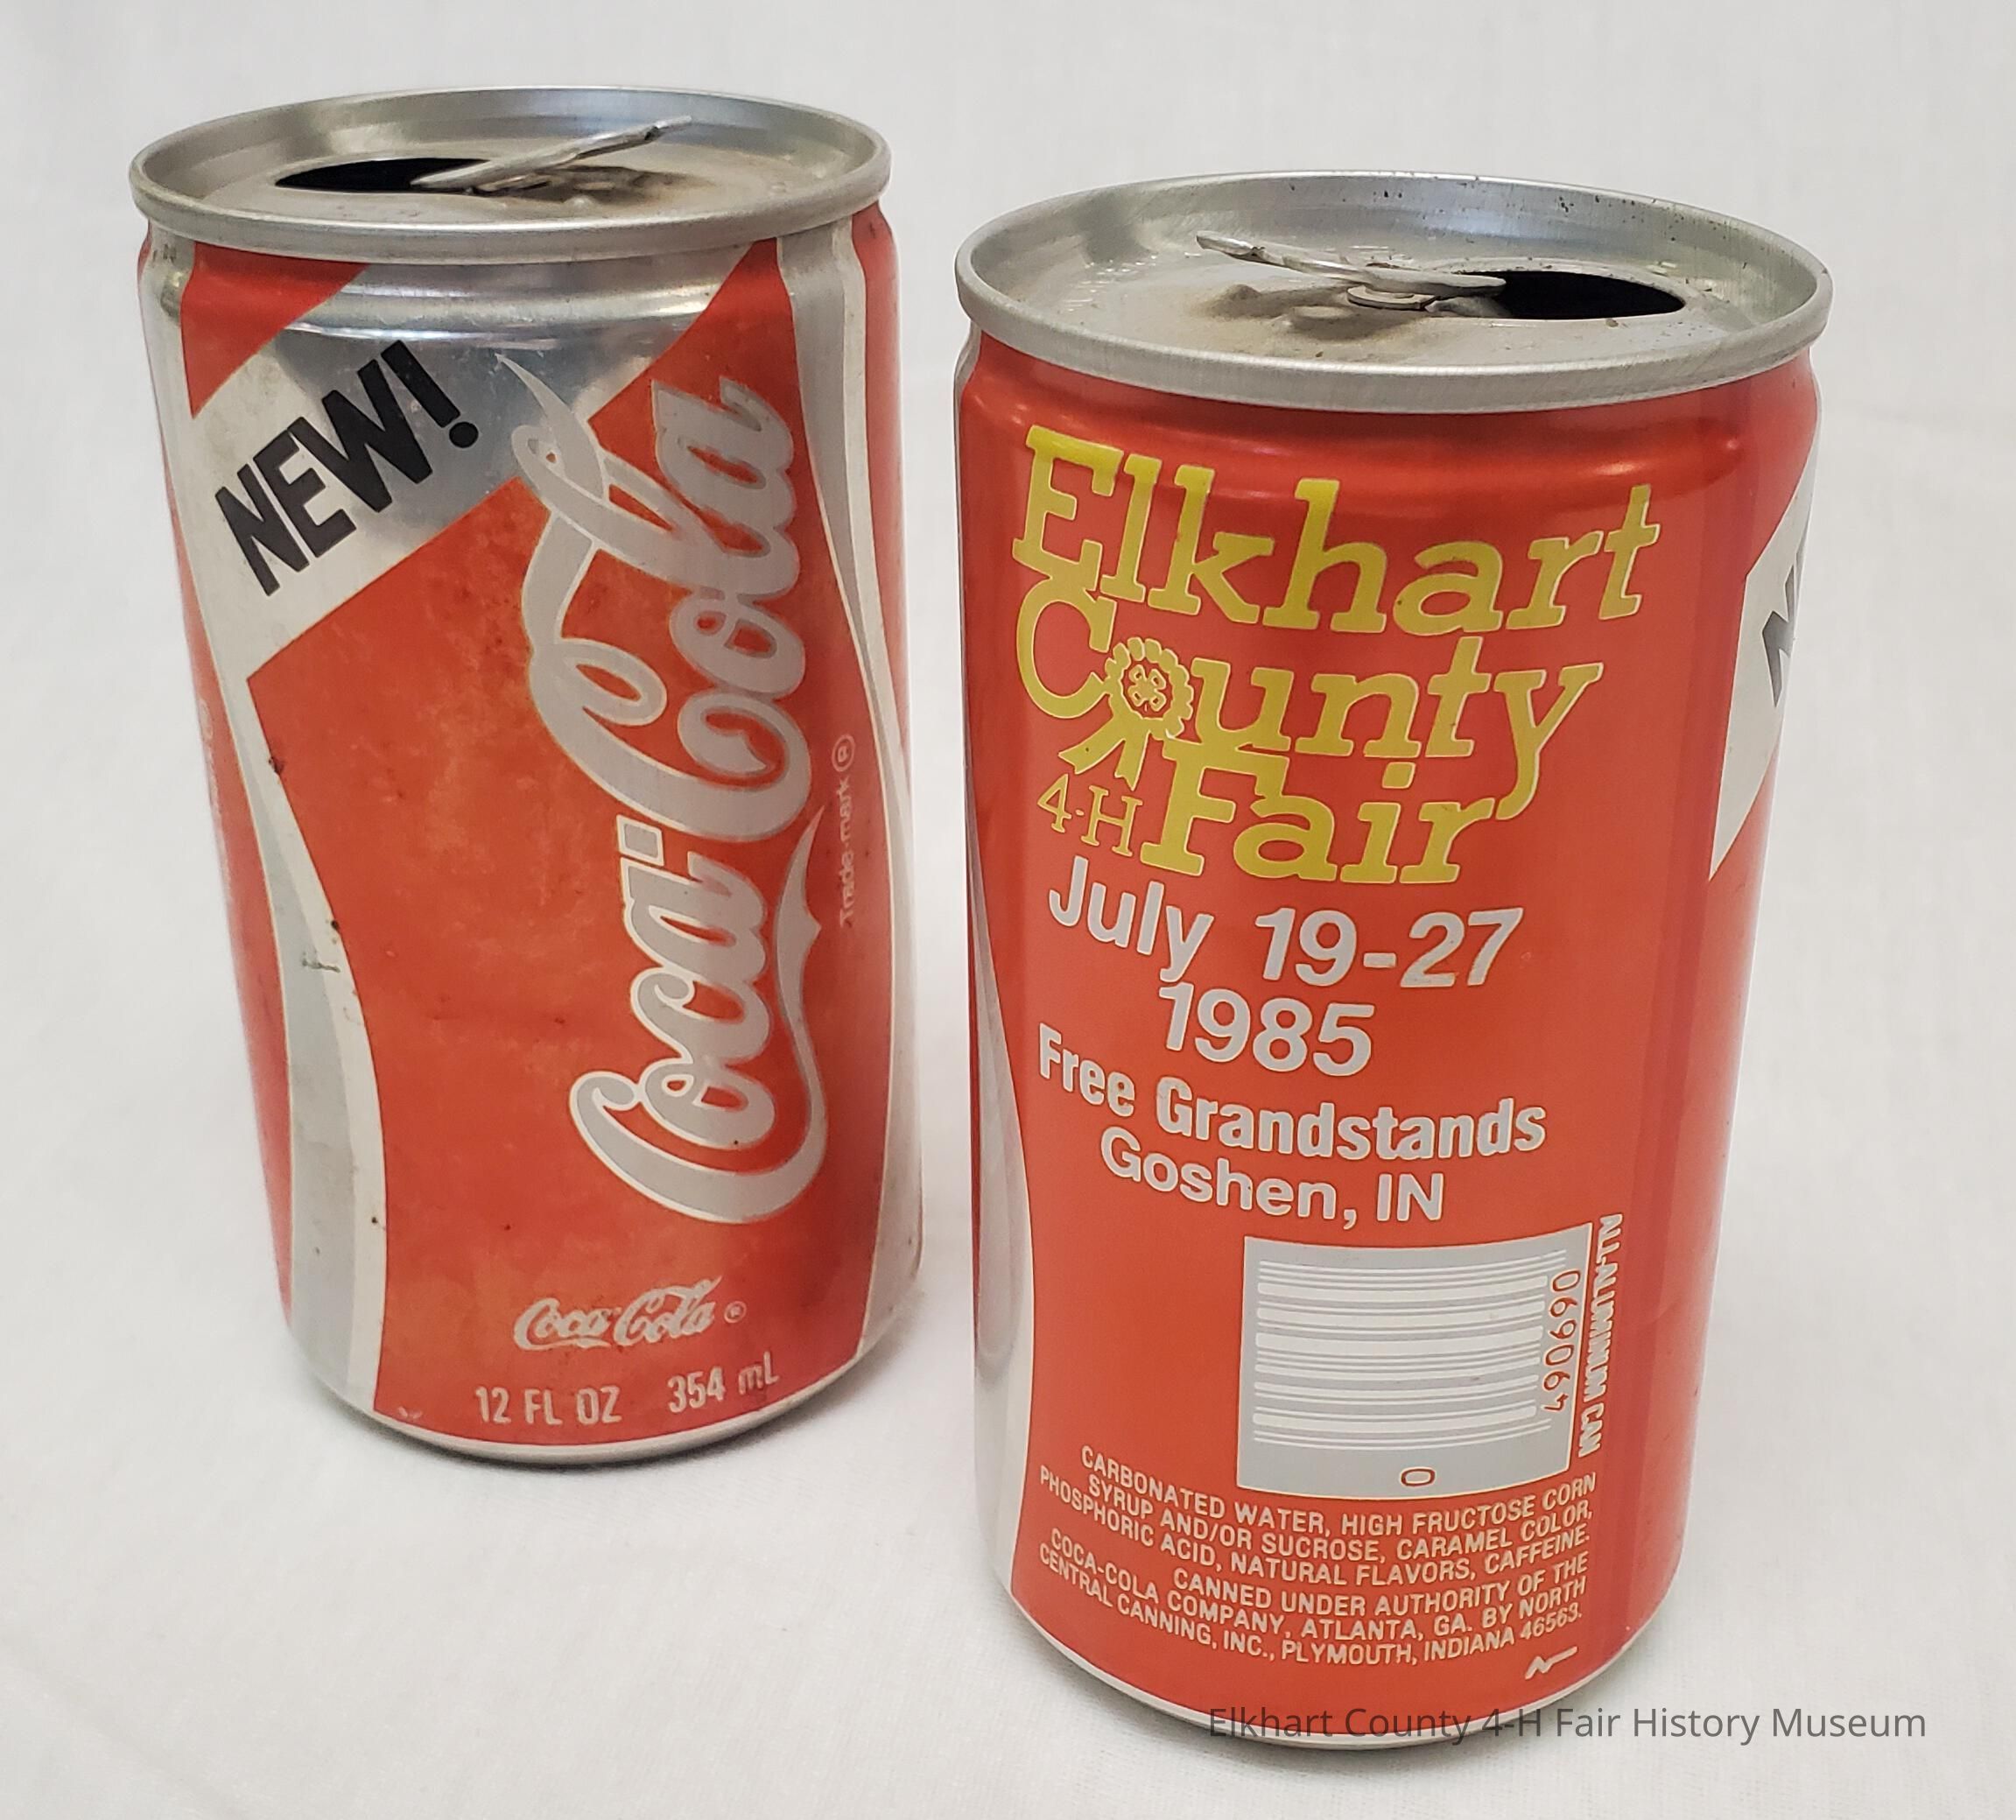 NEW!
Coca-Cola
Trade-mark ®
Coca-Cola ®
12 FL OZ 354 mL
Elkhart
County
4-H Fair
July 19-27
1985
Free Grandstands
Goshen, IN
ALL-ALUMINUM CAN
069064
0
CARBONATED WATER, HIGH FRUCTOSE CORN
SYRUP AND/OR SUCROSE, CARAMEL COLOR,
PHOSPHORIC ACID, NATURAL FLAVORS, CAFFEINE.
CANNED UNDER AUTHORITY OF THE
COCA-COLA COMPANY, ATLANTA, GA. BY NORTH
CENTRAL CANNING, INC., PLYMOUTH, INDIANA 46563.
Elkhart County 4-H Fair History Museum